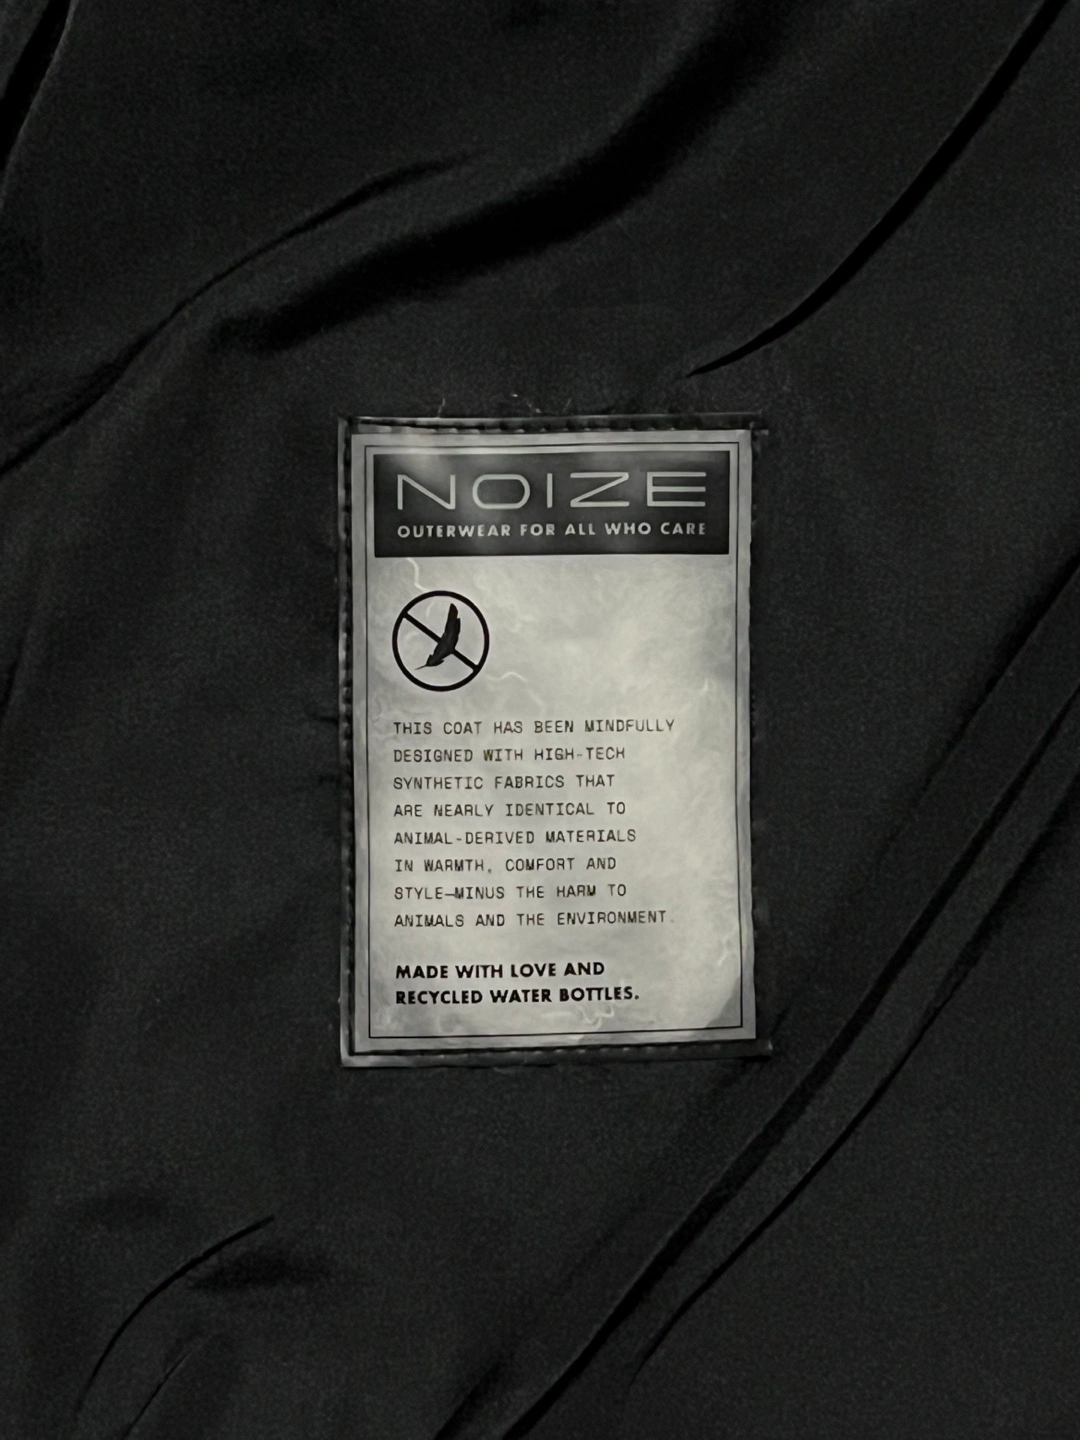 NOIZE
OUTERWEAR FOR ALL WHO CARE
THIS COAT HAS BEEN MINDFULLY
DESIGNED WITH HIGH-TECH
SYNTHETIC FABRICS THAT
ARE NEARLY IDENTICAL TO
ANIMAL-DERIVED MATERIALS
IN WARMTH, COMFORT AND
STYLE—MINUS THE HARM TO
ANIMALS AND THE ENVIRONMENT.
MADE WITH LOVE AND
RECYCLED WATER BOTTLES.